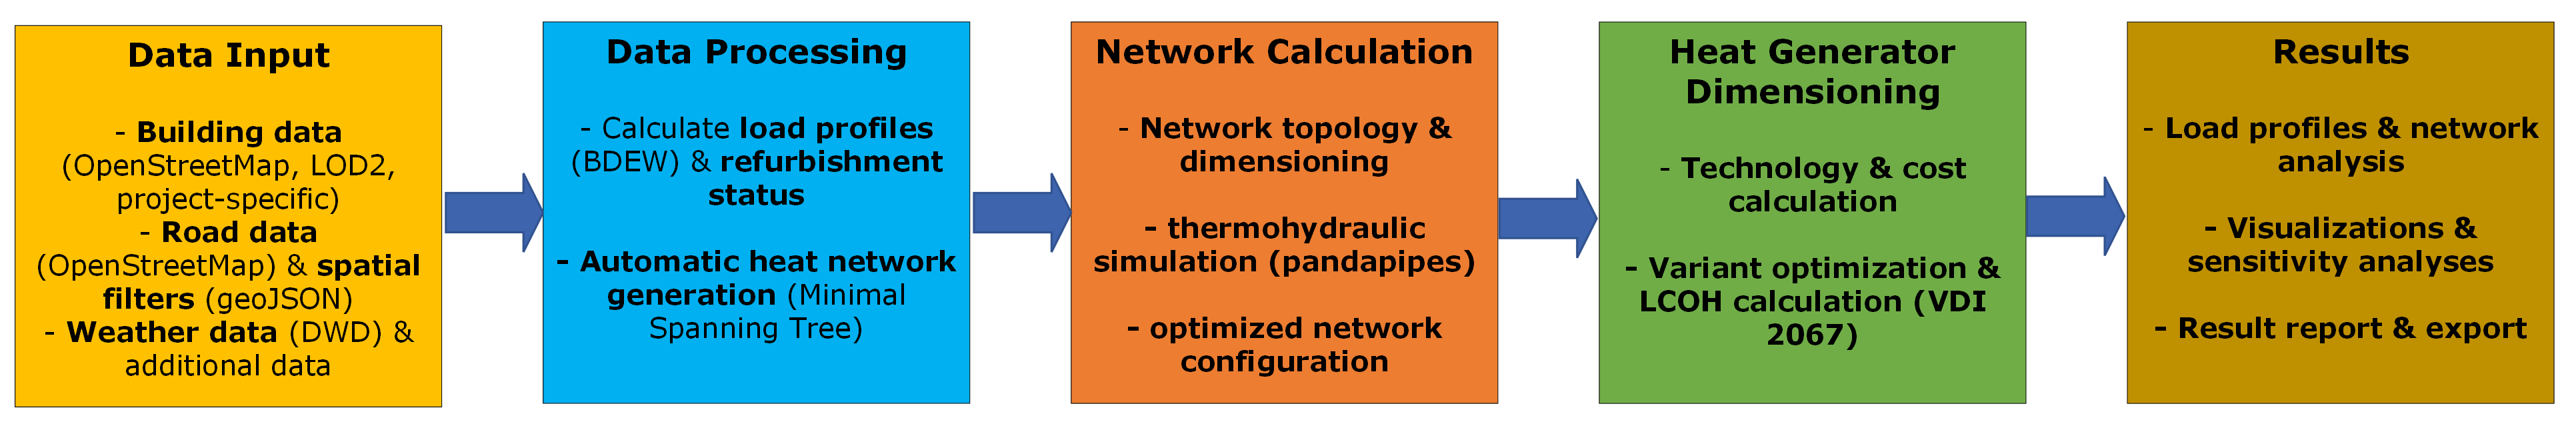 Data Input
- Building data
(OpenStreetMap, LOD2,
project-specific)
- Road data
(OpenStreetMap) & spatial
filters (geoJSON)
- Weather data (DWD) &
additional data
Data Processing
- Calculate load profiles
(BDEW) & refurbishment
status
- Automatic heat network
generation (Minimal
Spanning Tree)
Network Calculation
- Network topology &
dimensioning
- thermohydraulic
simulation (pandapipes)
- optimized network
configuration
Heat Generator
Dimensioning
- Technology & cost
calculation
- Variant optimization &
LCOH calculation (VDI
2067)
Results
- Load profiles & network
analysis
- Visualizations &
sensitivity analyses
- Result report & export